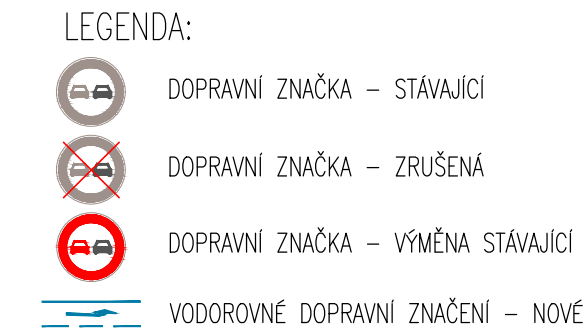 LEGENDA:
DOPRAVNÍ ZNAČKA – STÁVAJÍCÍ
DOPRAVNÍ ZNAČKA – ZRUŠENÁ
DOPRAVNÍ ZNAČKA – VÝMĚNA STÁVAJÍCÍ
VODOROVNÉ DOPRAVNÍ ZNAČENÍ – NOVÉ